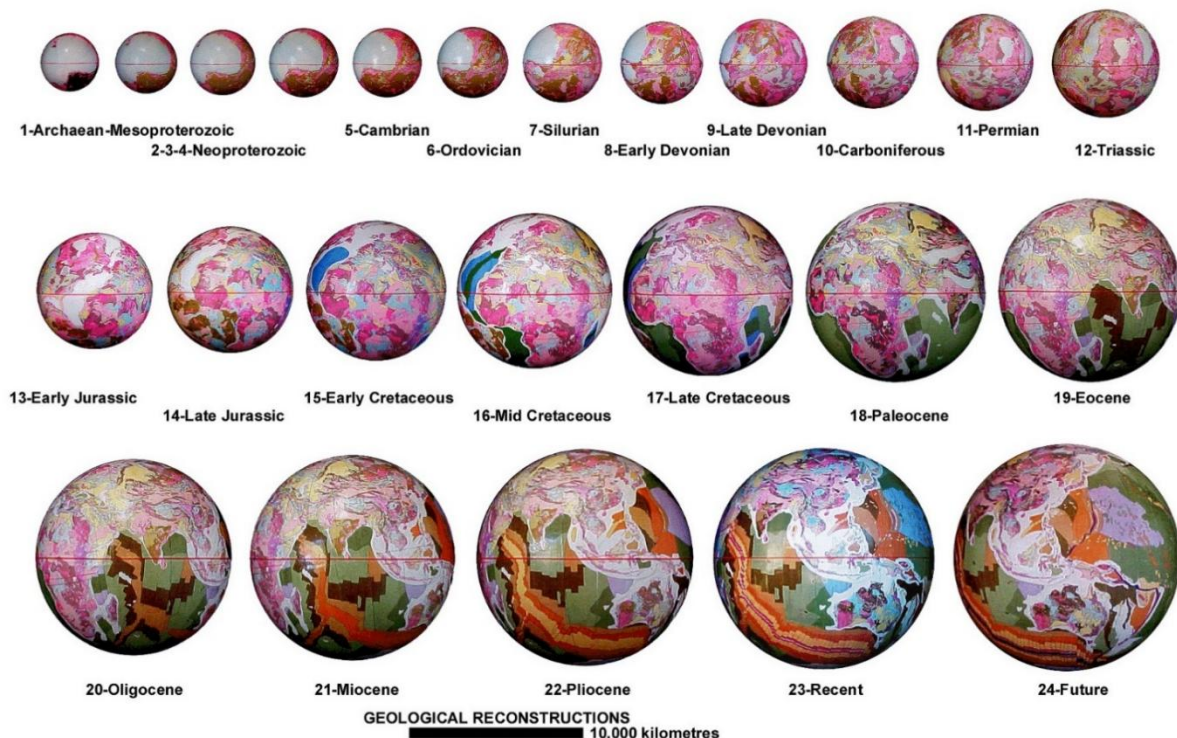 1-Archaean-Mesoproterozoic
2-3-4-Neoproterozoic
5-Cambrian
6-Ordovician
7-Silurian
8-Early Devonian
9-Late Devonian
10-Carboniferous
11-Permian
12-Triassic
13-Early Jurassic
14-Late Jurassic
15-Early Cretaceous
16-Mid Cretaceous
17-Late Cretaceous
18-Paleocene
19-Eocene
20-Oligocene
21-Miocene
22-Pliocene
23-Recent
24-Future
GEOLOGICAL RECONSTRUCTIONS
10,000 kilometres